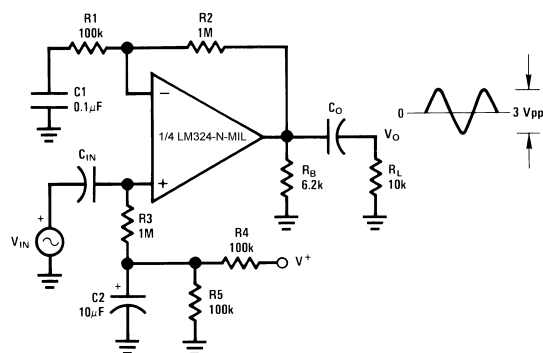 R1
100k
R2
1M
C1
0.1µF
1/4 LM324-N-MIL
−
+
CIN
CO
VO
0
3 Vpp
RB
6.2k
RL
10k
R3
1M
R4
100k
V+
+
VIN
+
C2
10µF
R5
100k